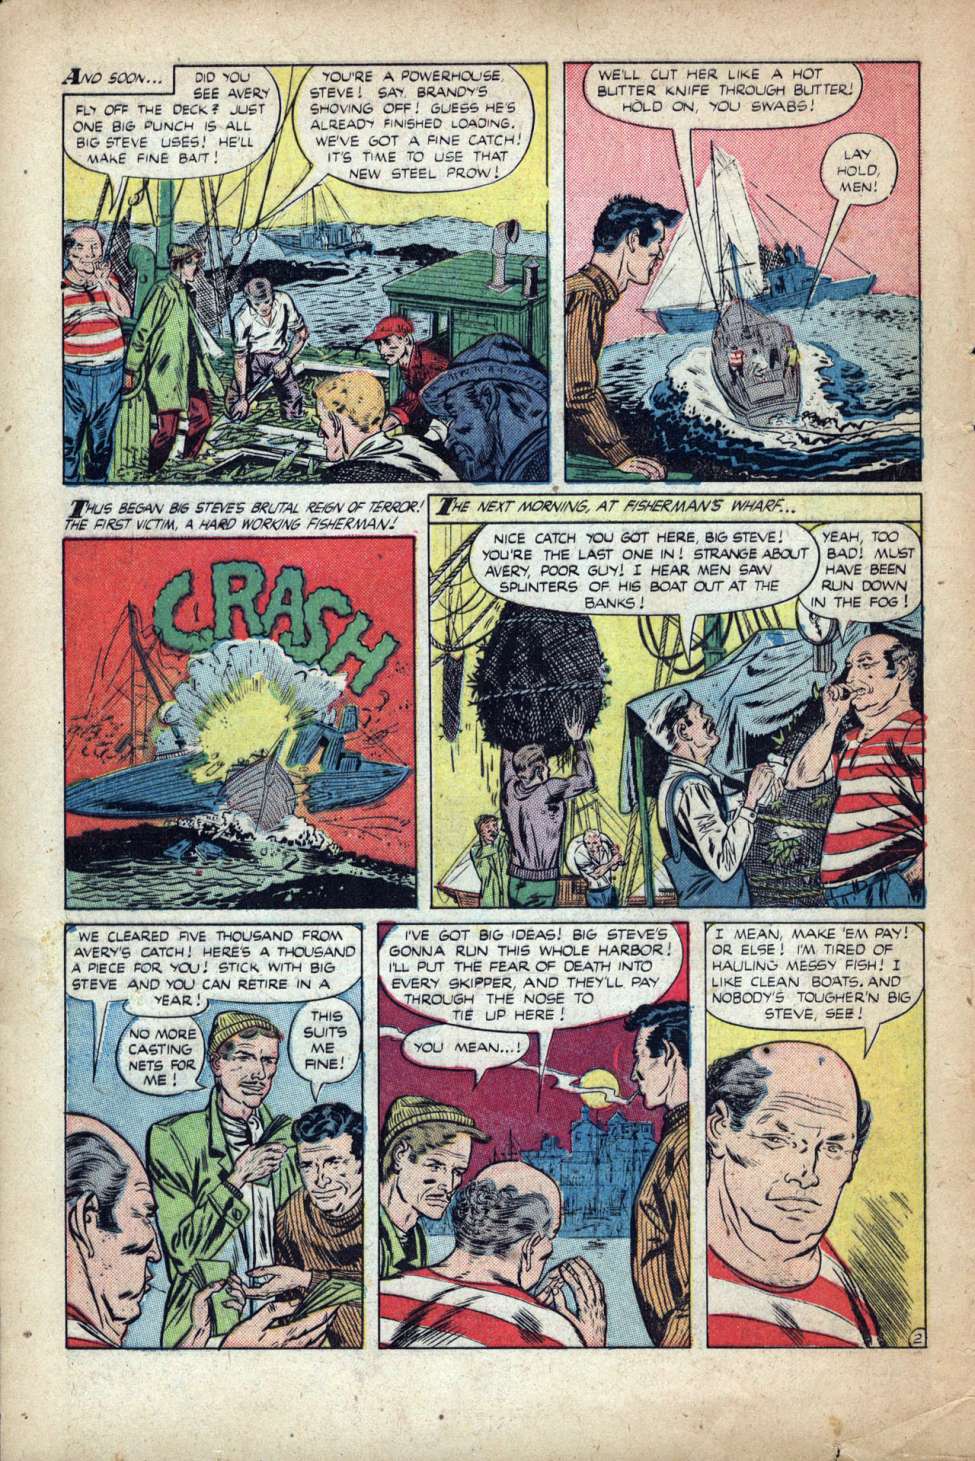 AND SOON...
DID YOU
SEE AVERY
FLY OFF THE DECK? JUST
ONE BIG PUNCH IS ALL
BIG STEVE USES! HE'LL
MAKE FINE BAIT!
YOU'RE A POWERHOUSE,
STEVE! SAY, BRANDY'S
SHOVING OFF! GUESS HE'S
ALREADY FINISHED LOADING.
WE'VE GOT A FINE CATCH!
IT'S TIME TO USE THAT
NEW STEEL PROW!
WE'LL CUT HER LIKE A HOT
BUTTER KNIFE THROUGH BUTTER!
HOLD ON, YOU SWABS!
LAY
HOLD,
MEN!
THUS BEGAN BIG STEVE'S BRUTAL REIGN OF TERROR!
THE FIRST VICTIM, A HARD WORKING FISHERMAN!
CRASH
THE NEXT MORNING, AT FISHERMAN'S WHARF...
NICE CATCH YOU GOT HERE, BIG STEVE!
YOU'RE THE LAST ONE IN! STRANGE ABOUT
AVERY, POOR GUY! I HEAR MEN SAW
SPLINTERS OF HIS BOAT OUT AT THE
BANKS!
YEAH, TOO
BAD! MUST
HAVE BEEN
RUN DOWN
IN THE FOG!
WE CLEARED FIVE THOUSAND FROM
AVERY'S CATCH! HERE'S A THOUSAND
A PIECE FOR YOU! STICK WITH BIG
STEVE AND YOU CAN RETIRE IN A
YEAR!
NO MORE
CASTING
NETS FOR
ME!
THIS
SUITS
ME
FINE!
I'VE GOT BIG IDEAS! BIG STEVE'S
GONNA RUN THIS WHOLE HARBOR!
I'LL PUT THE FEAR OF DEATH INTO
EVERY SKIPPER, AND THEY'LL PAY
THROUGH THE NOSE TO
TIE UP HERE!
YOU MEAN...!
I MEAN, MAKE 'EM PAY!
OR ELSE! I'M TIRED OF
HAULING MESSY FISH! I
LIKE CLEAN BOATS. AND
NOBODY'S TOUGHER'N BIG
STEVE, SEE!
2